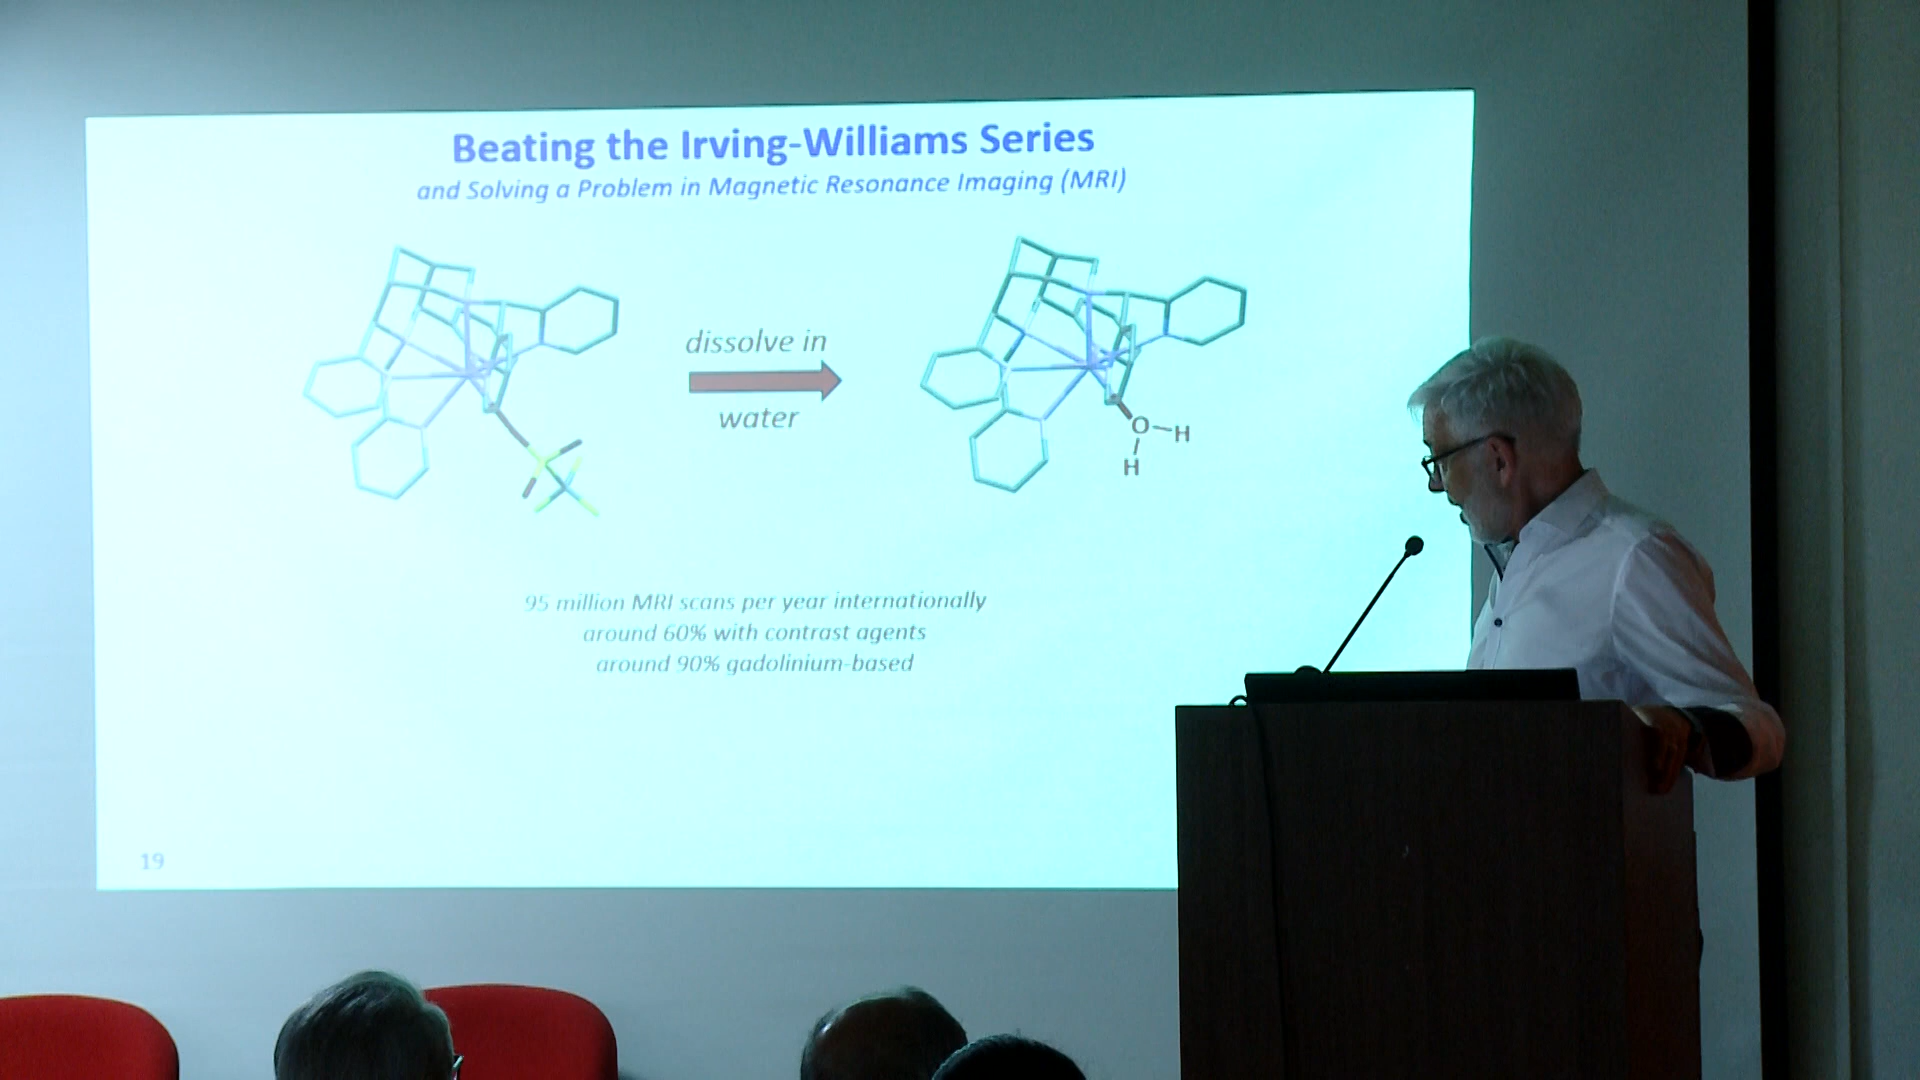 Beating the Irving-Williams Series
and Solving a Problem in Magnetic Resonance Imaging (MRI)
dissolve in
water
O H
H
95 million MRI scans per year internationally
around 60% with contrast agents
around 90% gadolinium-based
19